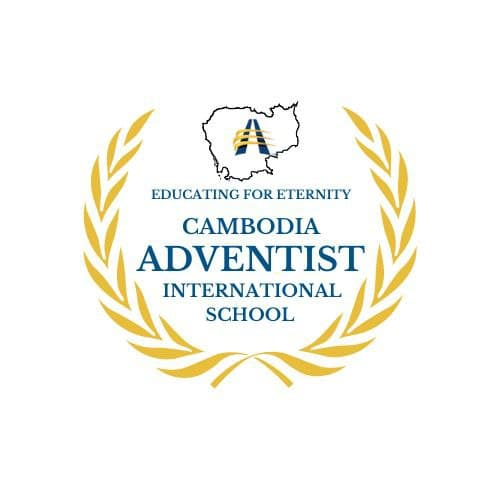 EDUCATING FOR ETERNITY
CAMBODIA
ADVENTIST
INTERNATIONAL
SCHOOL